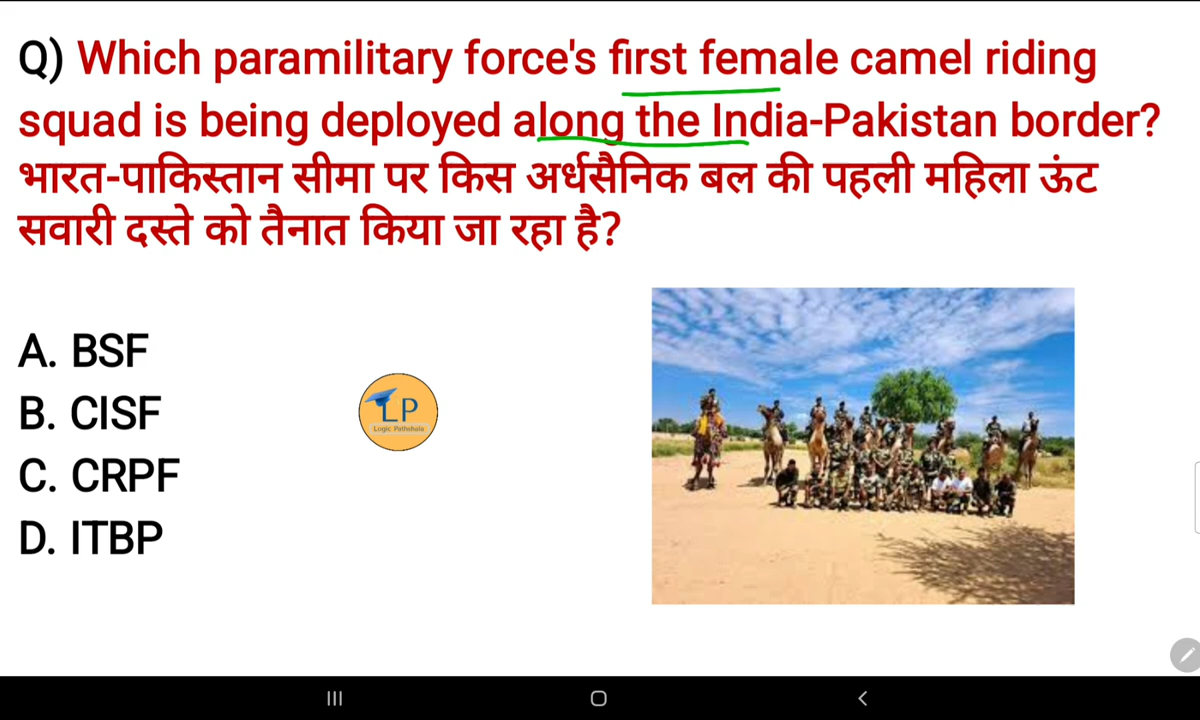 Q) Which paramilitary force's first female camel riding
squad is being deployed along the India-Pakistan border?
भारत-पाकिस्तान सीमा पर किस अर्धसैनिक बल की पहली महिला ऊंट
सवारी दस्ते को तैनात किया जा रहा है?
A. BSF
B. CISF
C. CRPF
D. ITBP
LP
Logic Pathshala